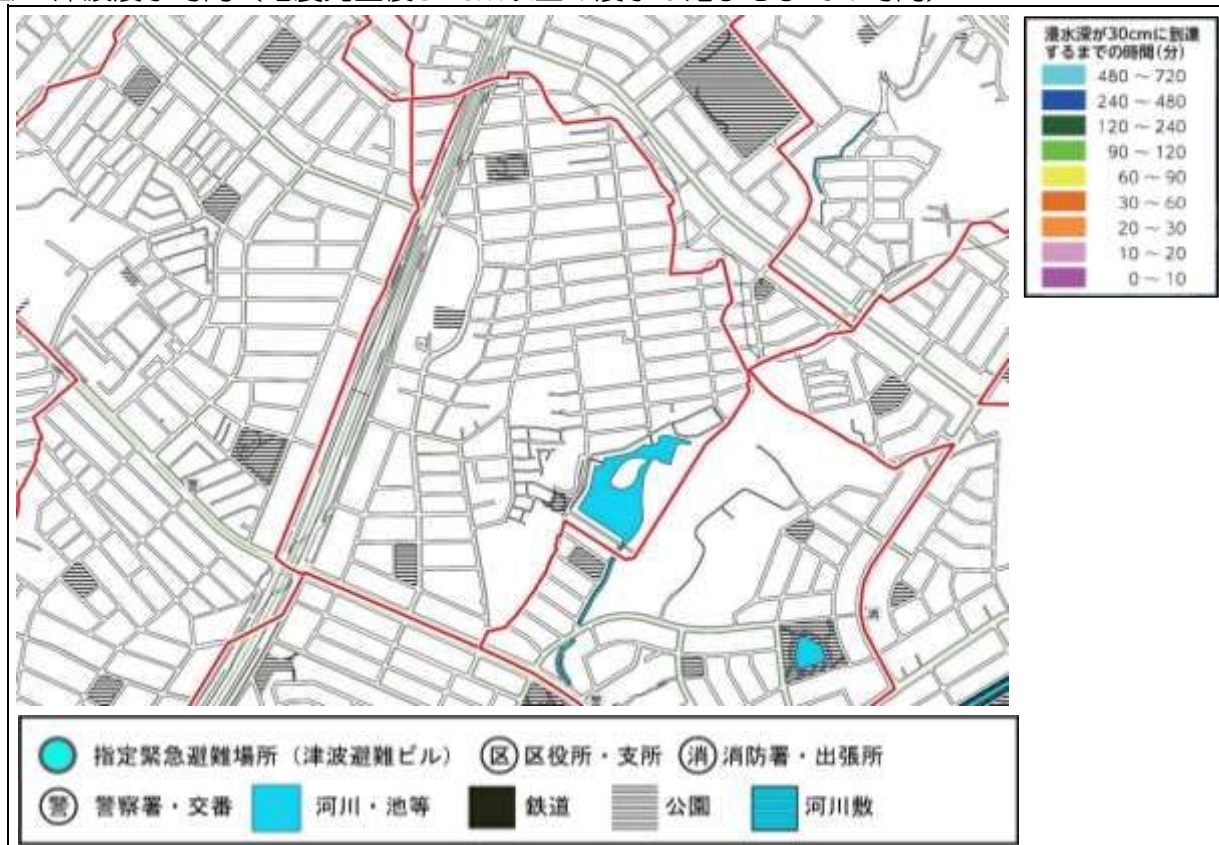 浸水深が30cmに到達
するまでの時間(分)
480 ～ 720
240 ～ 480
120 ～ 240
90 ～ 120
60 ～ 90
30 ～ 60
20 ～ 30
10 ～ 20
0 ～ 10
消
指定緊急避難場所（津波避難ビル） 区 区役所・支所 消 消防署・出張所
警 警察署・交番 河川・池等 鉄道 公園 河川敷